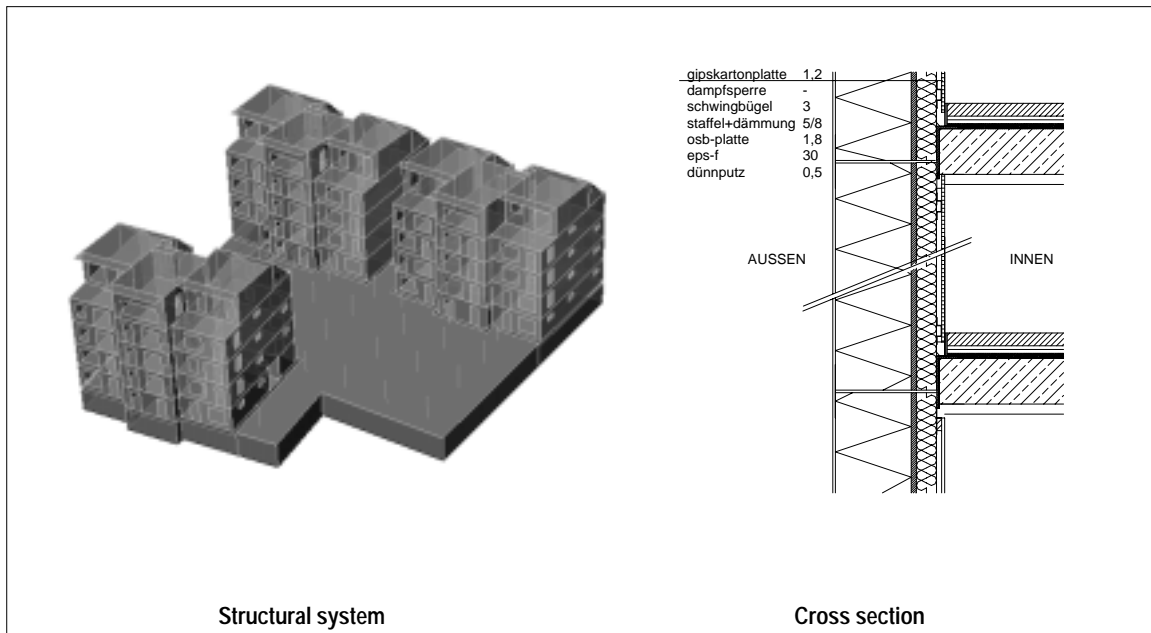 gipskartonplatte 1,2
dampfsperre -
schwingbügel 3
staffel+dämmung 5/8
osb-platte 1,8
eps-f 30
dünnputz 0,5
AUSSEN INNEN
Structural system Cross section